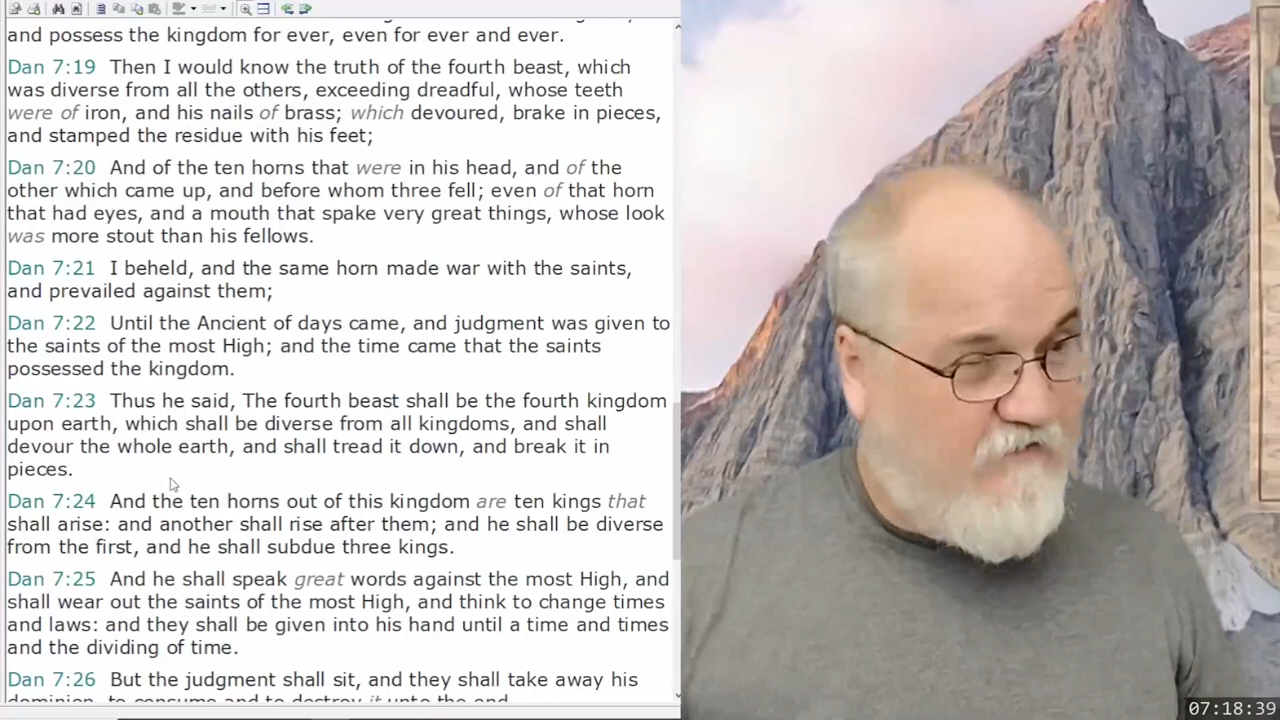 and possess the kingdom for ever, even for ever and ever.
Dan 7:19 Then I would know the truth of the fourth beast, which
was diverse from all the others, exceeding dreadful, whose teeth
were of iron, and his nails of brass; which devoured, brake in pieces,
and stamped the residue with his feet;
Dan 7:20 And of the ten horns that were in his head, and of the
other which came up, and before whom three fell; even of that horn
that had eyes, and a mouth that spake very great things, whose look
was more stout than his fellows.
Dan 7:21 I beheld, and the same horn made war with the saints,
and prevailed against them;
Dan 7:22 Until the Ancient of days came, and judgment was given to
the saints of the most High; and the time came that the saints
possessed the kingdom.
Dan 7:23 Thus he said, The fourth beast shall be the fourth kingdom
upon earth, which shall be diverse from all kingdoms, and shall
devour the whole earth, and shall tread it down, and break it in
pieces.
Dan 7:24 And the ten horns out of this kingdom are ten kings that
shall arise: and another shall rise after them; and he shall be diverse
from the first, and he shall subdue three kings.
Dan 7:25 And he shall speak great words against the most High, and
shall wear out the saints of the most High, and think to change times
and laws: and they shall be given into his hand until a time and times
and the dividing of time.
Dan 7:26 But the judgment shall sit, and they shall take away his
dominion, to consume and to destroy it unto the end.
07:18:39